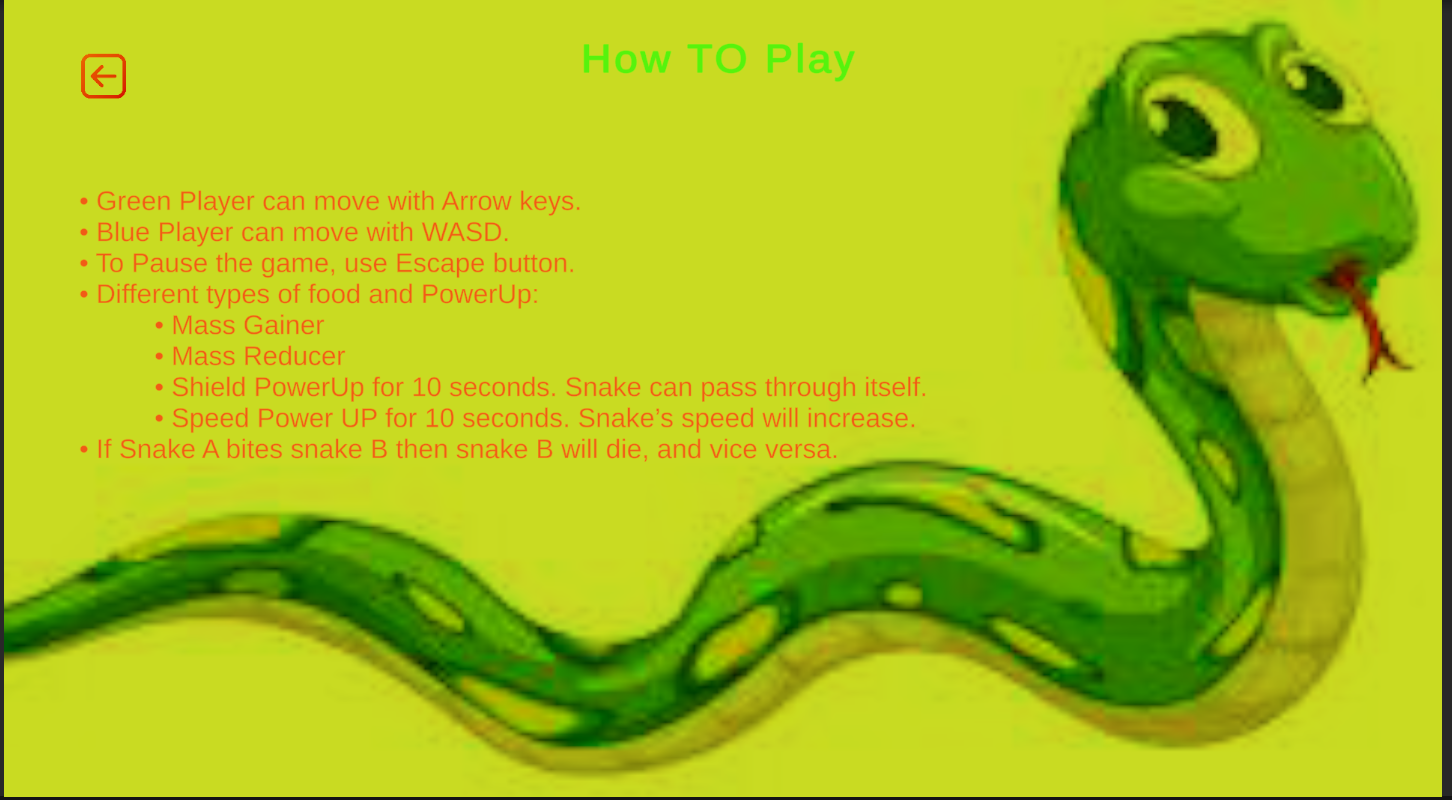 How TO Play
• Green Player can move with Arrow keys.
• Blue Player can move with WASD.
• To Pause the game, use Escape button.
• Different types of food and PowerUp:
• Mass Gainer
• Mass Reducer
• Shield PowerUp for 10 seconds. Snake can pass through itself.
• Speed Power UP for 10 seconds. Snake’s speed will increase.
• If Snake A bites snake B then snake B will die, and vice versa.